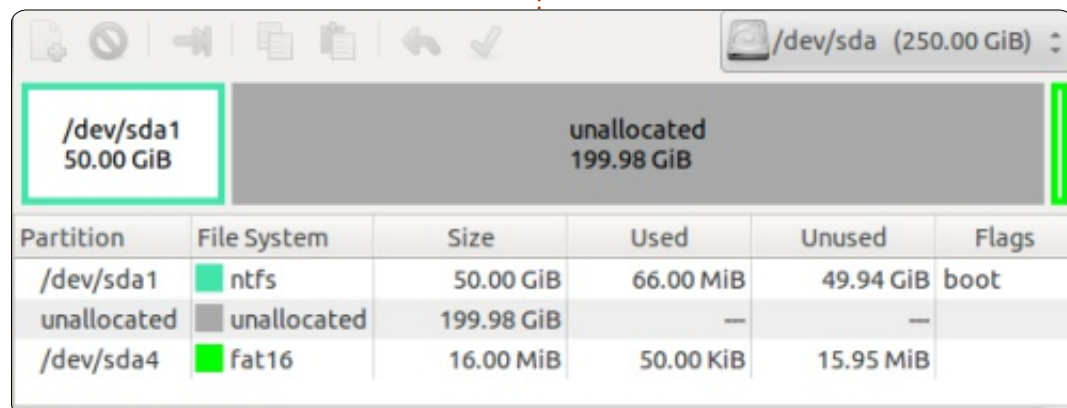 /dev/sda (250.00 GiB)
/dev/sda1
50.00 GiB
unallocated
199.98 GiB
Partition File System Size Used Unused Flags
/dev/sda1 ntfs 50.00 GiB 66.00 MiB 49.94 GiB boot
unallocated unallocated 199.98 GiB --- ---
/dev/sda4 fat16 16.00 MiB 50.00 KiB 15.95 MiB